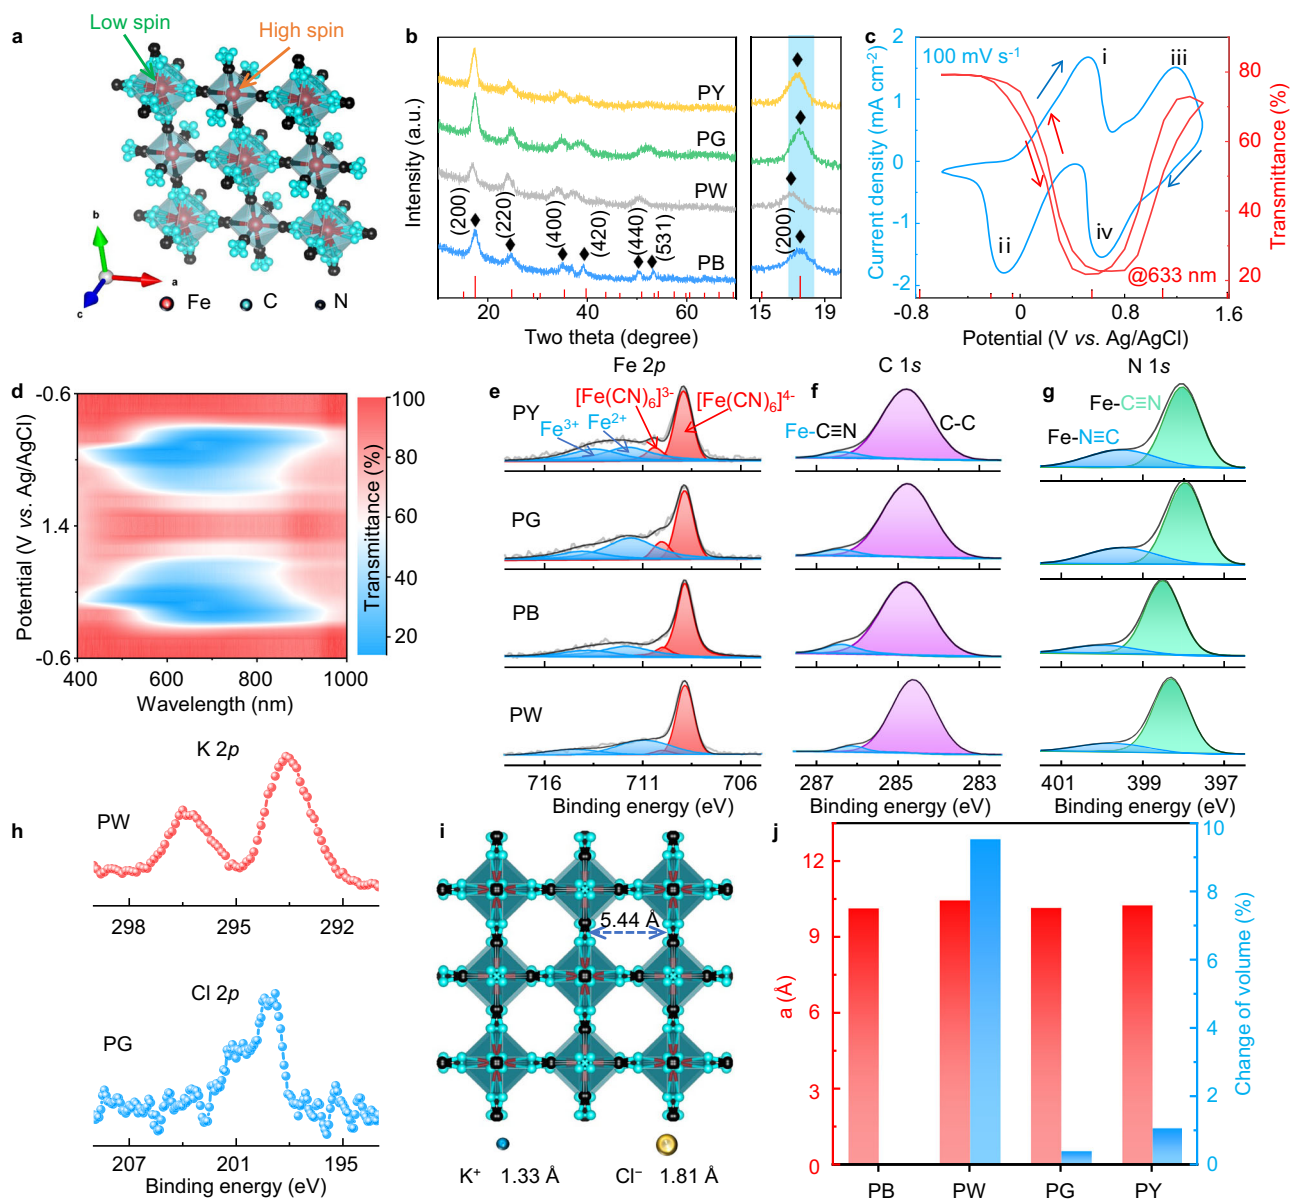 a
Low spin
High spin
b
a
c
Fe
C
N
b
Intensity (a.u.)
PY
PG
PW
PB
(200)
(220)
(400)
(420)
(440)
(531)
20
40
60
Two theta (degree)
(200)
15
19
c
100 mV s⁻¹
i
ii
iii
iv
@633 nm
Current density (mA cm⁻²)
2
1
0
-1
-2
Transmittance (%)
80
60
40
20
-0.8
0
0.8
1.6
Potential (V vs. Ag/AgCl)
d
Potential (V vs. Ag/AgCl)
-0.6
1.4
-0.6
400
600
800
1000
Wavelength (nm)
Transmittance (%)
100
80
60
40
20
Fe 2p
e
PY
[Fe(CN)₆]³⁻
[Fe(CN)₆]⁴⁻
Fe³⁺
Fe²⁺
PG
PB
PW
716
711
706
Binding energy (eV)
C 1s
f
Fe-C≡N
C-C
287
285
283
Binding energy (eV)
N 1s
g
Fe-C≡N
Fe-N≡C
401
399
397
Binding energy (eV)
h
K 2p
PW
298
295
292
Cl 2p
PG
207
201
195
Binding energy (eV)
i
5.44 Å
K⁺ 1.33 Å
Cl⁻ 1.81 Å
j
a (Å)
12
9
6
3
0
Change of volume (%)
10
8
6
4
2
0
PB
PW
PG
PY